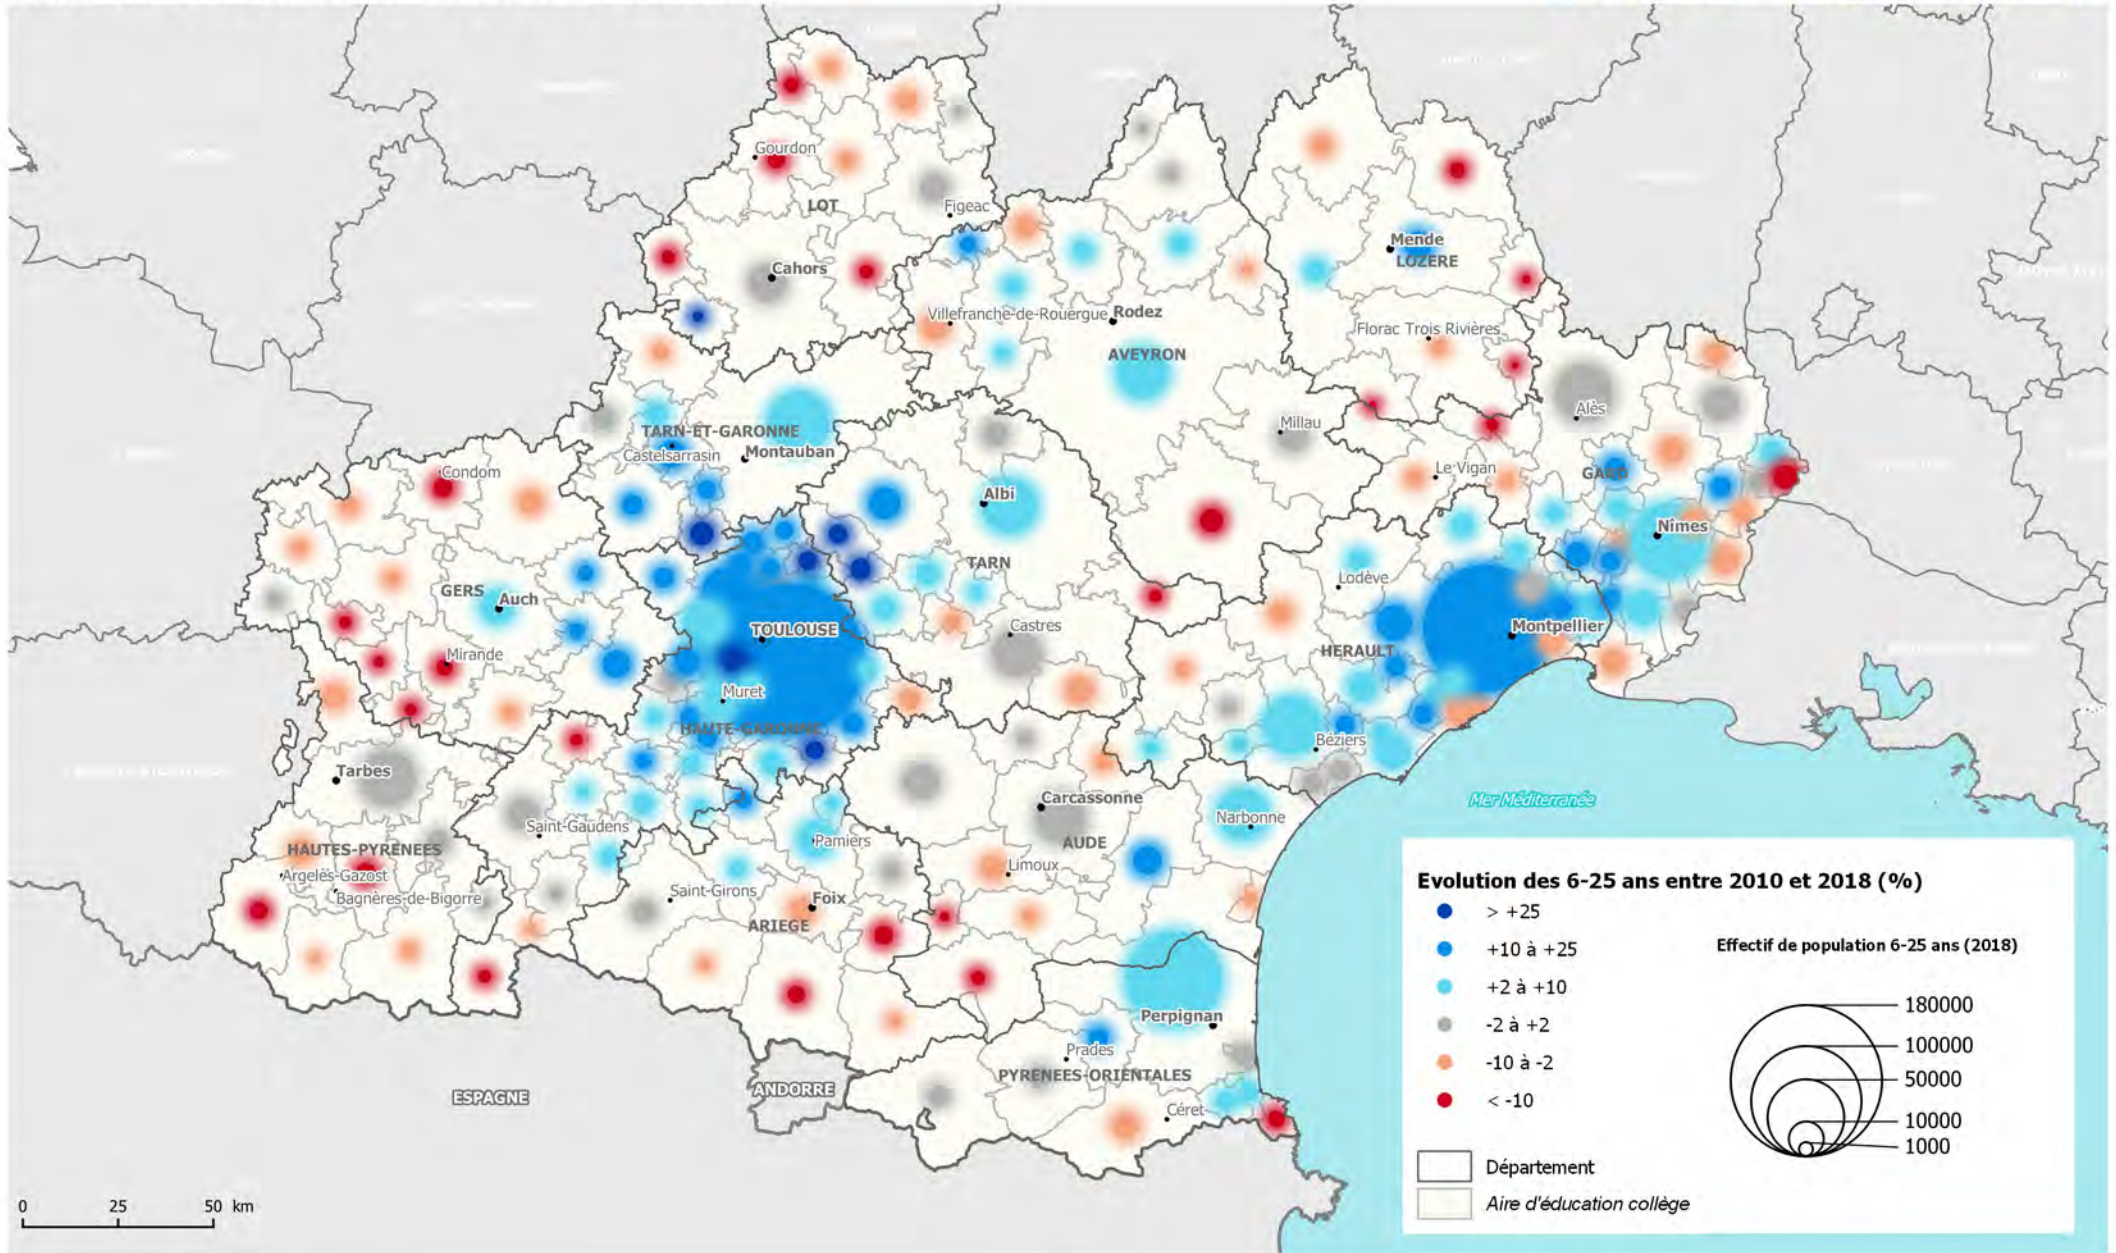 Gourdon
LOT
Figeac
Cahors
Mende
LOZERE
Villefranche-de-Rouergue
Rodez
Florac Trois Rivières
AVEYRON
Alès
Millau
TARN-ET-GARONNE
Castelsarrasin
Montauban
Condom
Le Vigan
GARD
Albi
Nîmes
TARN
Lodève
GERS
Auch
TOULOUSE
Castres
Montpellier
HERAULT
Mirande
Muret
HAUTE-GARONNE
Béziers
Tarbes
Carcassonne
Mer Méditerranée
Saint-Gaudens
Narbonne
Pamiers
AUDE
HAUTES-PYRENEES
Limoux
Argelès-Gazost
Bagnères-de-Bigorre
Saint-Girons
Foix
ARIEGE
Perpignan
Prades
PYRENEES-ORIENTALES
ANDORRE
ESPAGNE
Céret
Evolution des 6-25 ans entre 2010 et 2018 (%)
> +25
+10 à +25
+2 à +10
-2 à +2
-10 à -2
< -10
Effectif de population 6-25 ans (2018)
180000
100000
50000
10000
1000
Département
Aire d'éducation collège
0 25 50 km